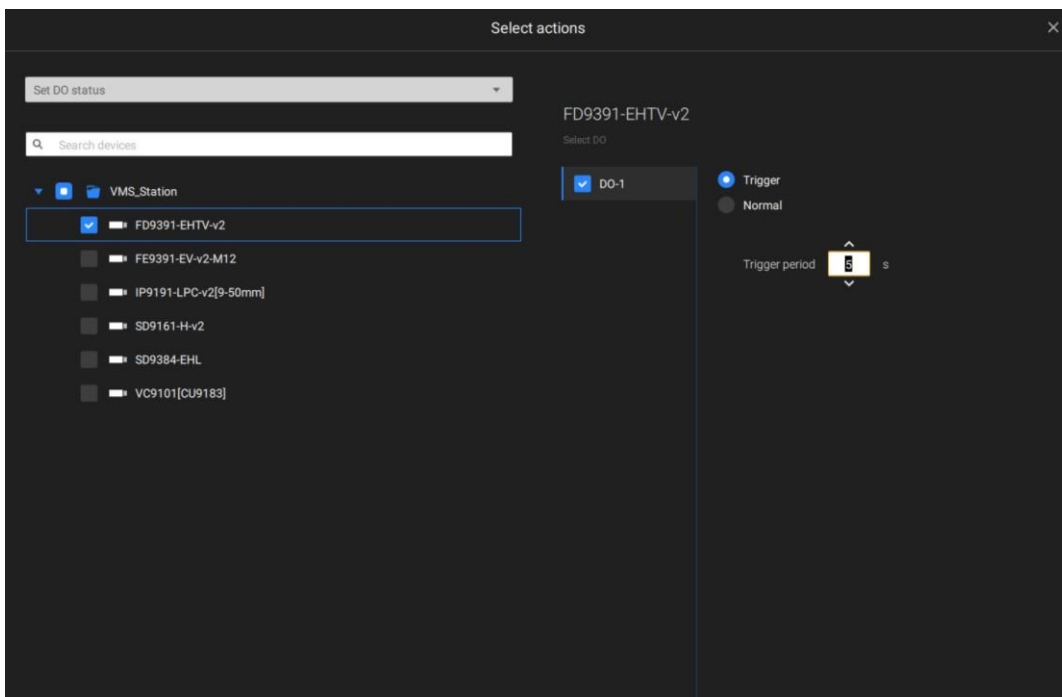 Select actions
Set DO status
Search devices
VMS_Station
FD9391-EHTV-v2
FE9391-EV-v2-M12
IP9191-LPC-v2[9-50mm]
SD9161-H-v2
SD9384-EHL
VC9101[CU9183]
FD9391-EHTV-v2
Select DO
DO-1
Trigger
Normal
Trigger period 5 s